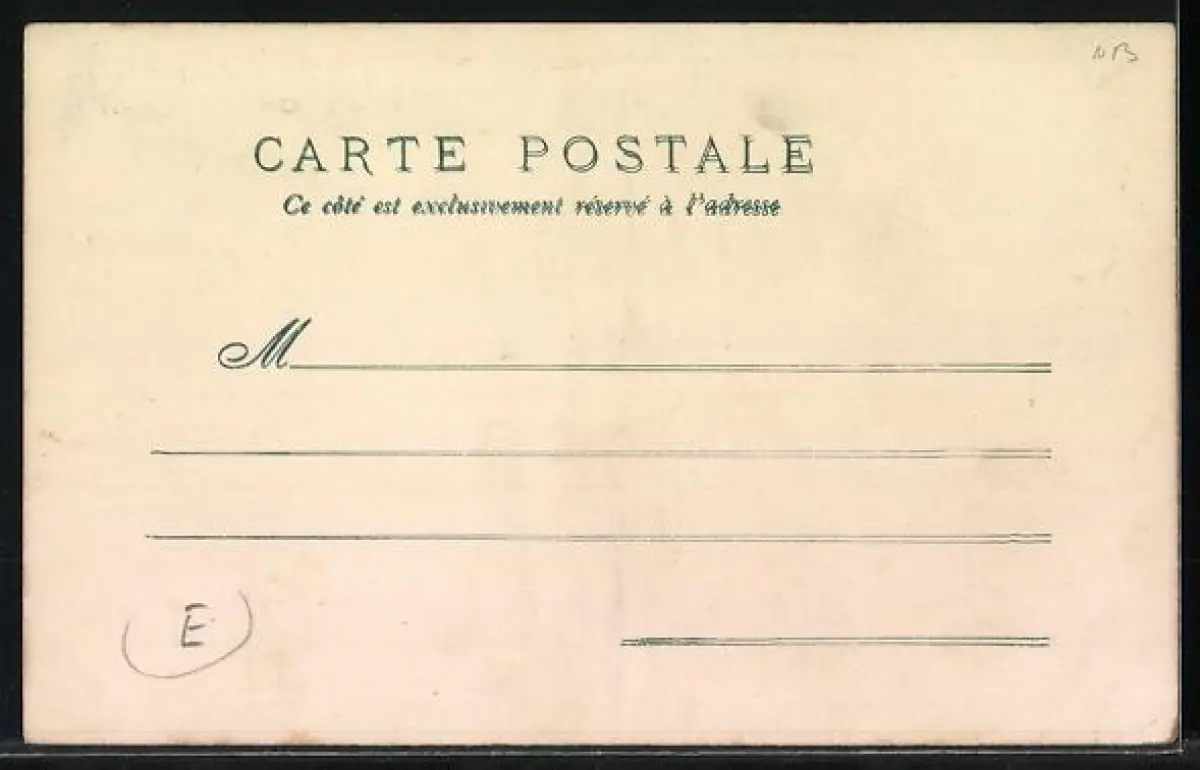 NB
CARTE POSTALE
Ce côté est exclusivement réservé à l'adresse
M
E